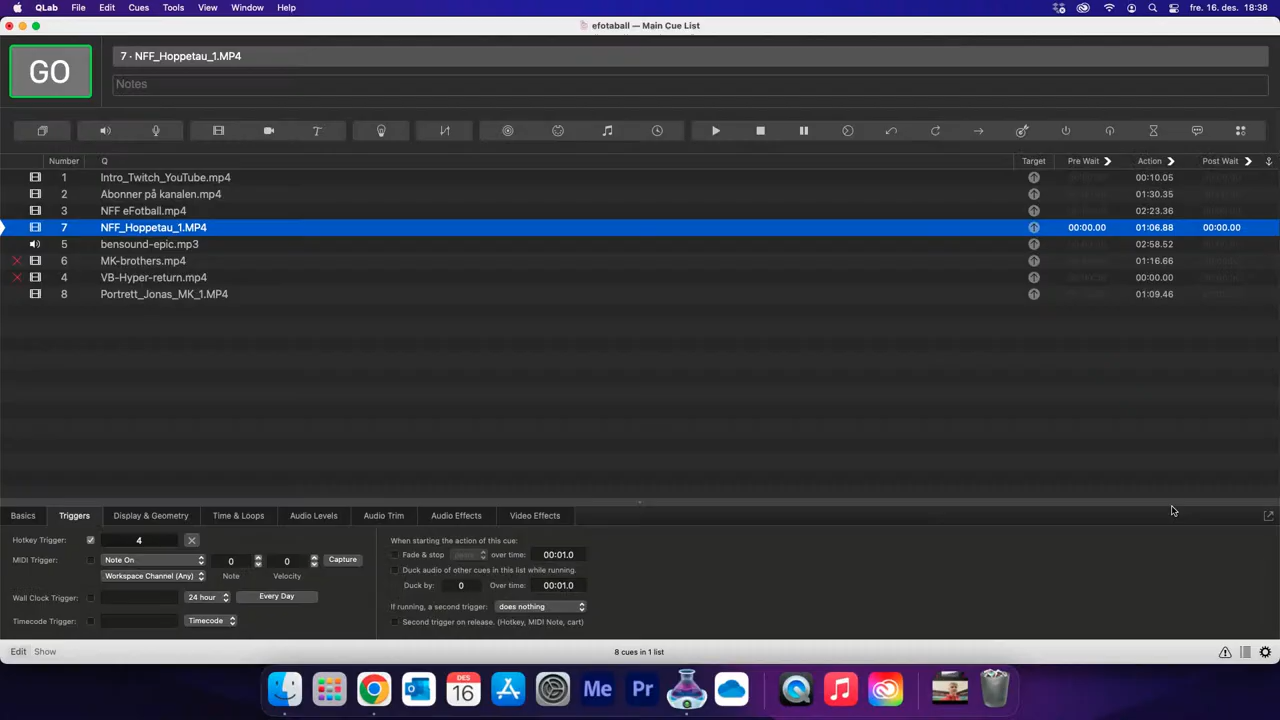 QLab File Edit Cues Tools View Window Help fre. 16. des. 18:38
efotaball — Main Cue List
GO
7 · NFF_Hoppetau_1.MP4
Notes
Number Q Target Pre Wait Action Post Wait
1 Intro_Twitch_YouTube.mp4 00:10.05
2 Abonner på kanalen.mp4 01:30.35
3 NFF eFotball.mp4 02:23.36
7 NFF_Hoppetau_1.MP4 00:00.00 01:06.88 00:00.00
5 bensound-epic.mp3 02:58.52
6 MK-brothers.mp4 01:16.66
4 VB-Hyper-return.mp4 00:00.00
8 Portrett_Jonas_MK_1.MP4 01:09.46
Basics Triggers Display & Geometry Time & Loops Audio Levels Audio Trim Audio Effects Video Effects
Hotkey Trigger: 4
When starting the action of this cue:
Fade & stop over time: 00:01.0
MIDI Trigger: Note On 0 0 Capture
Duck audio of other cues in this list while running.
Workspace Channel (Any) Note Velocity
Duck by: 0 Over time: 00:01.0
Wall Clock Trigger: 24 hour Every Day
If running, a second trigger: does nothing
Timecode Trigger: Timecode
Second trigger on release. (Hotkey, MIDI Note, cart)
Edit Show 8 cues in 1 list
DES
16
Me
Pr